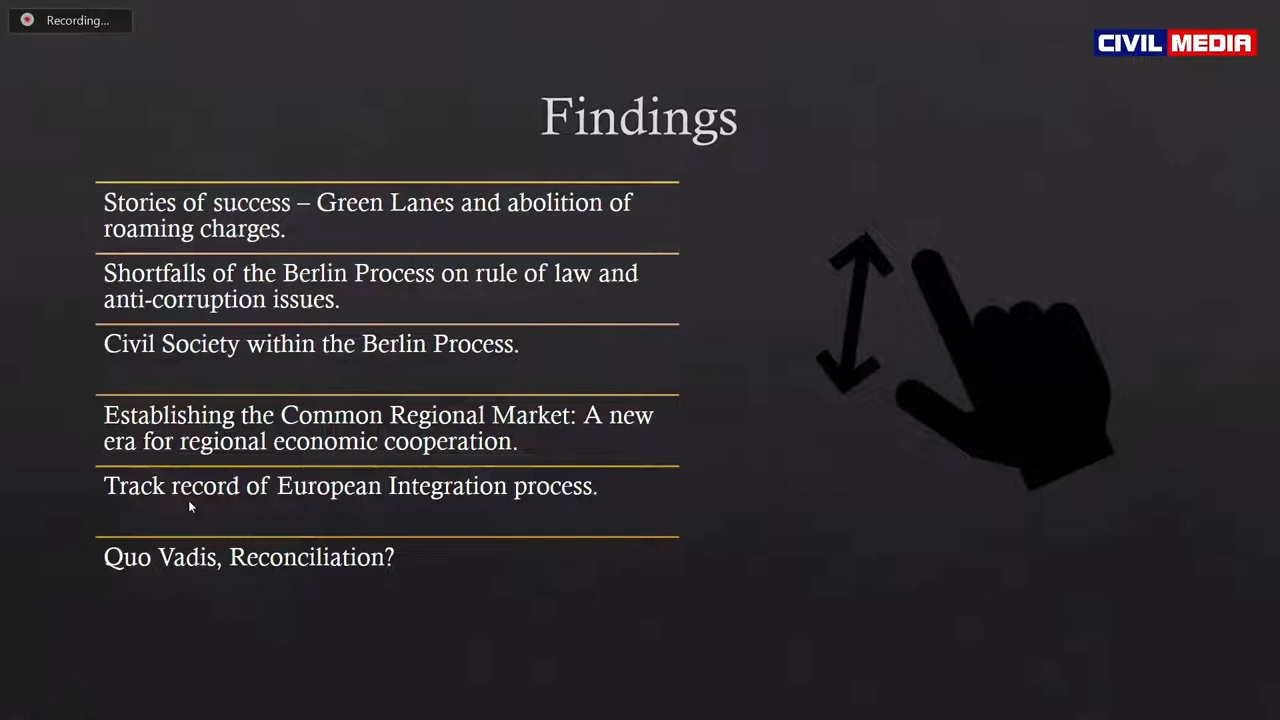 Recording...
CIVIL MEDIA
Findings
Stories of success – Green Lanes and abolition of
roaming charges.
Shortfalls of the Berlin Process on rule of law and
anti-corruption issues.
Civil Society within the Berlin Process.
Establishing the Common Regional Market: A new
era for regional economic cooperation.
Track record of European Integration process.
Quo Vadis, Reconciliation?